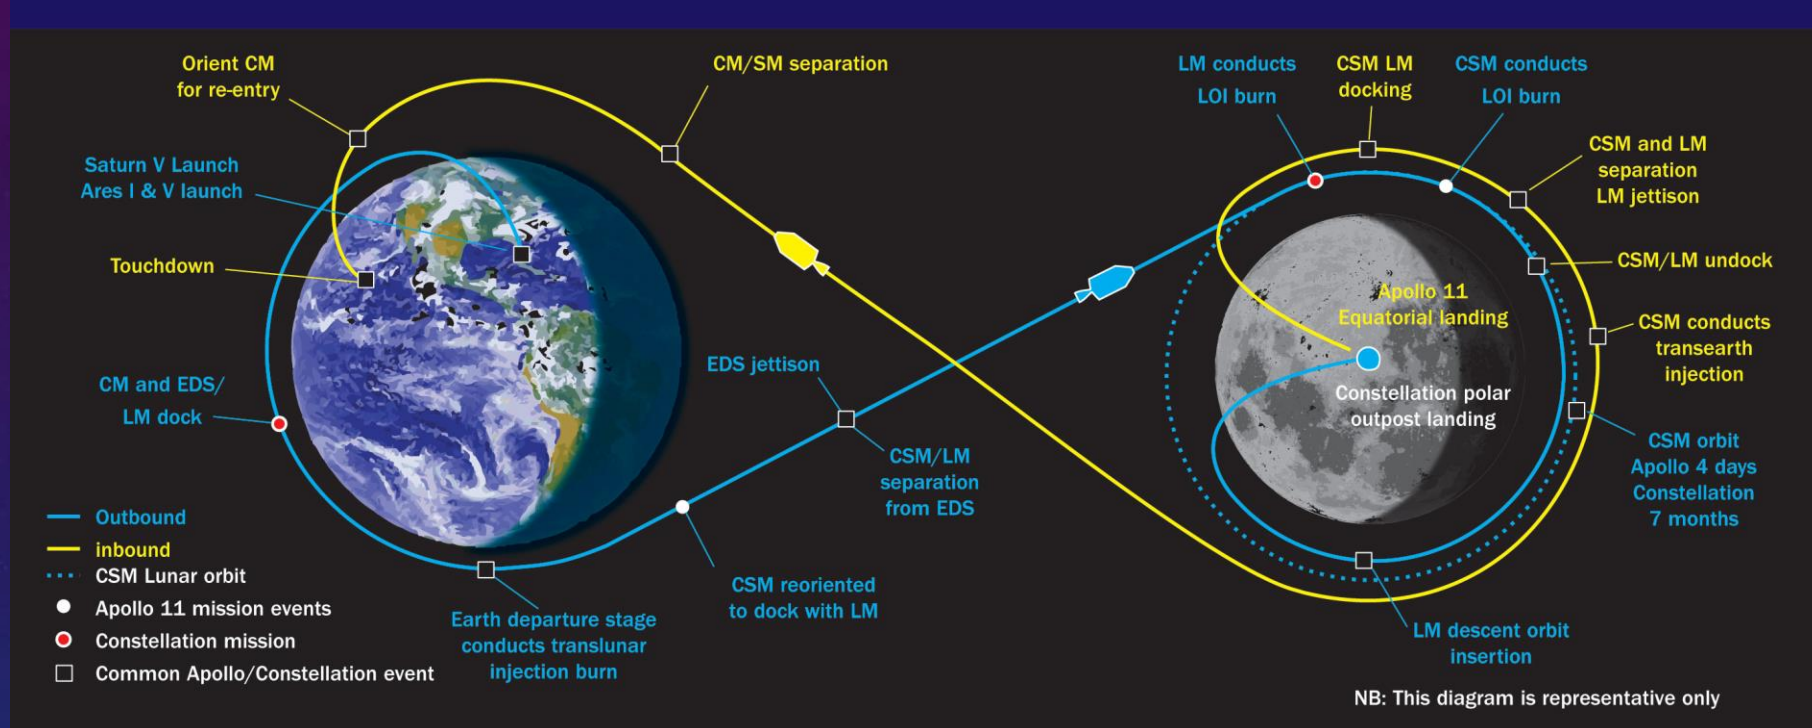 Orient CM
for re-entry
CM/SM separation
LM conducts
LOI burn
CSM LM
docking
CSM conducts
LOI burn
CSM and LM
separation
LM jettison
Saturn V Launch
Ares I & V launch
Touchdown
CSM/LM undock
Apollo 11
Equatorial landing
CSM conducts
transearth
injection
EDS jettison
CM and EDS/
LM dock
Constellation polar
outpost landing
CSM orbit
Apollo 4 days
Constellation
7 months
CSM/LM
separation
from EDS
CSM reoriented
to dock with LM
Earth departure stage
conducts translunar
injection burn
LM descent orbit
insertion
Outbound
inbound
CSM Lunar orbit
Apollo 11 mission events
Constellation mission
Common Apollo/Constellation event
NB: This diagram is representative only